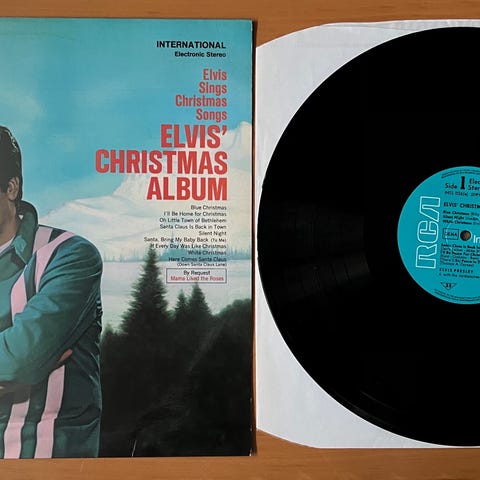 INTERNATIONAL
Electronic Stereo
Elvis
Sings
Christmas
Songs
ELVIS'
CHRISTMAS
ALBUM
Blue Christmas
I'll Be Home for Christmas
Oh Little Town of Bethlehem
Santa Claus Is Back in Town
Silent Night
Santa, Bring My Baby Back (To Me)
If Every Day Was Like Christmas
White Christmas
Here Comes Santa Claus
(Down Santa Claus Lane)
By Request
Mama Liked the Roses
RCA
Side 1
ELVIS' CHRISTM
ELVIS PRESLEY